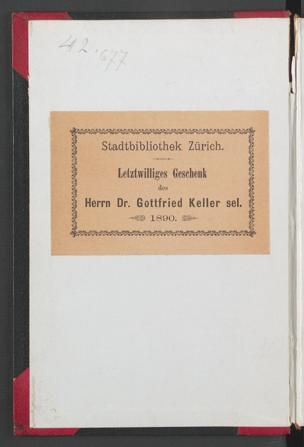 42.677
Stadtbibliothek Zürich.
Letztwilliges Geschenk
des
Herrn Dr. Gottfried Keller sel.
1890.